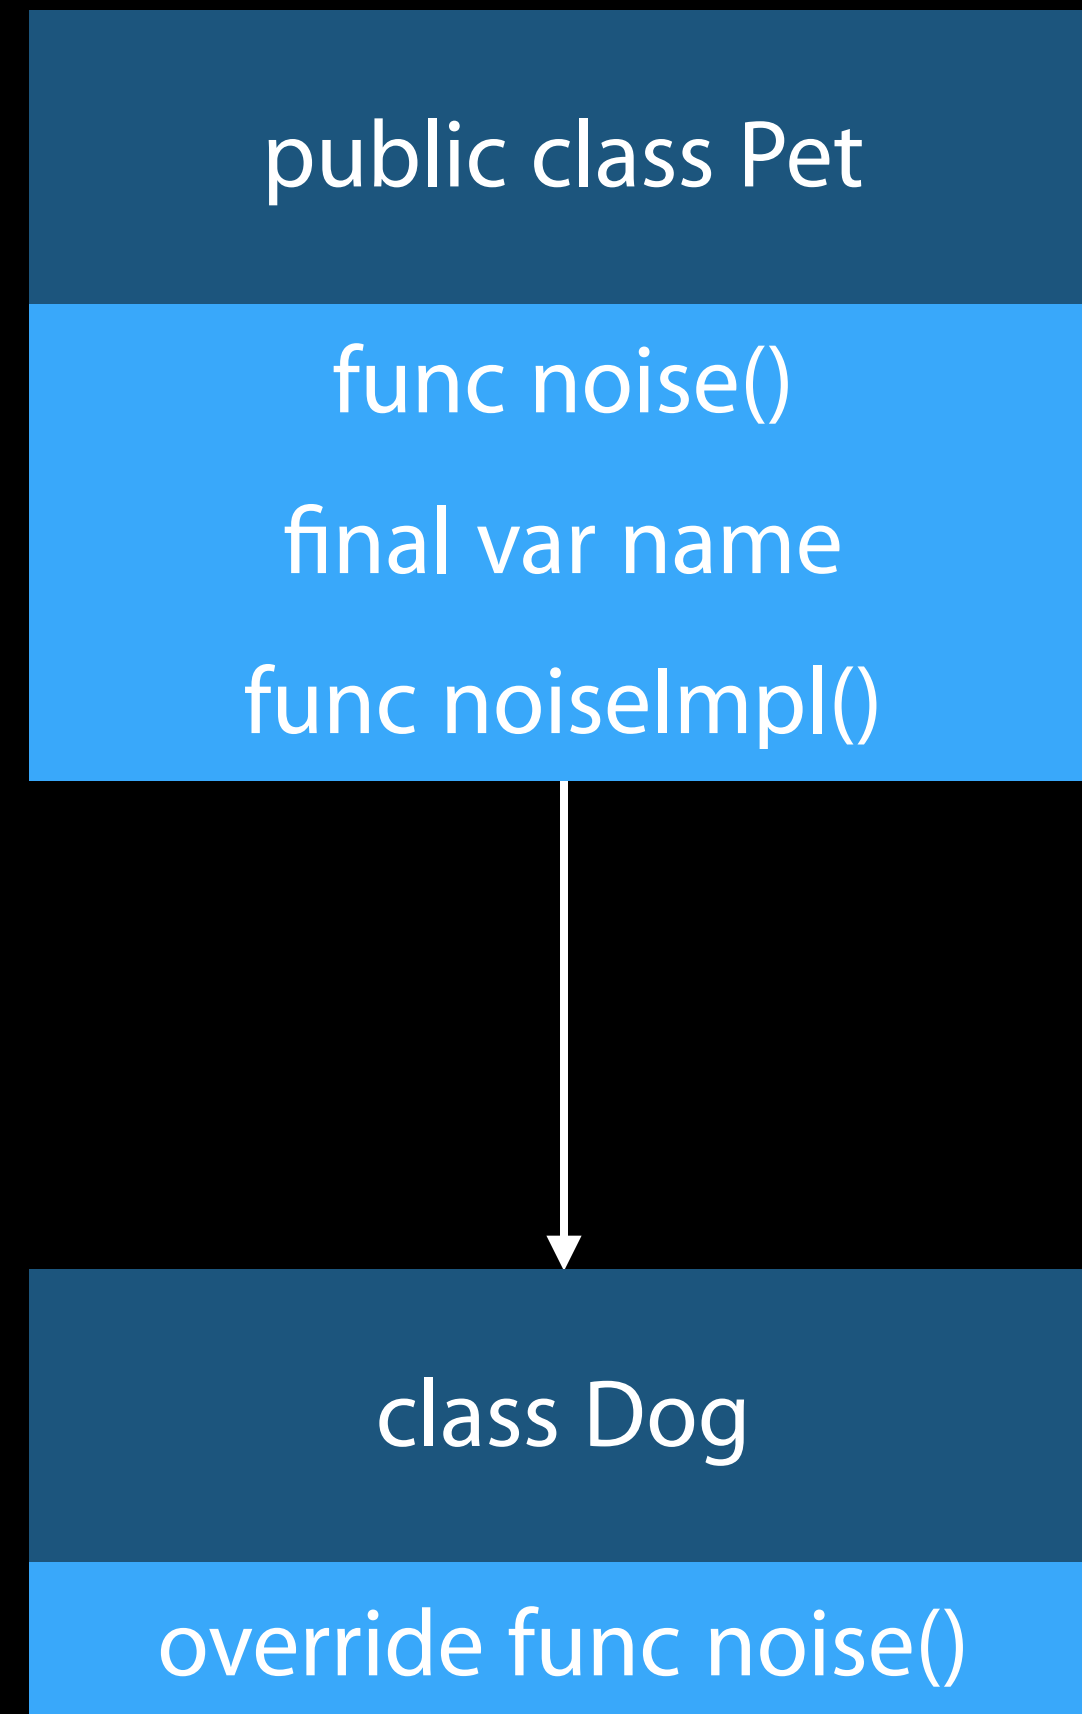 public class Pet
func noise()
final var name
func noiseImpl()
class Dog
override func noise()